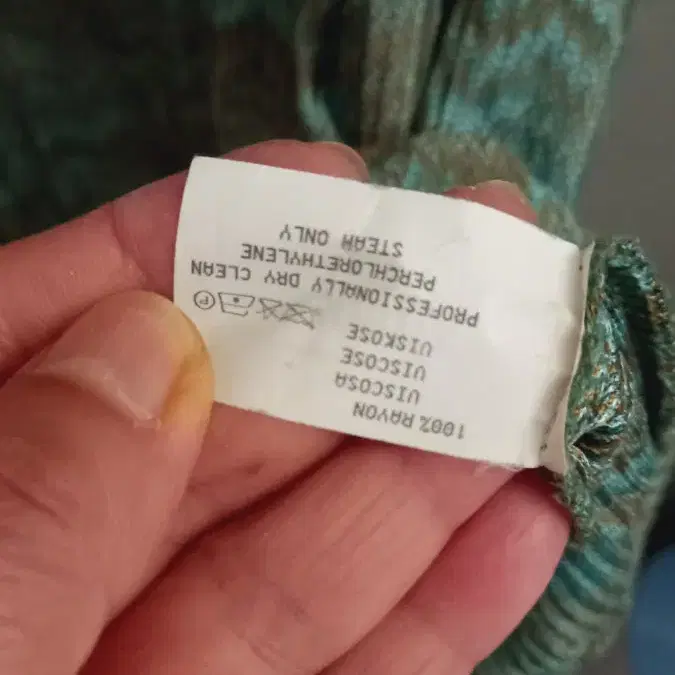 100% RAYON
VISCOSA
VISCOSE
VISKOSE
P
PROFESSIONALLY DRY CLEAN
PERCHLORETHYLENE
STEAM ONLY